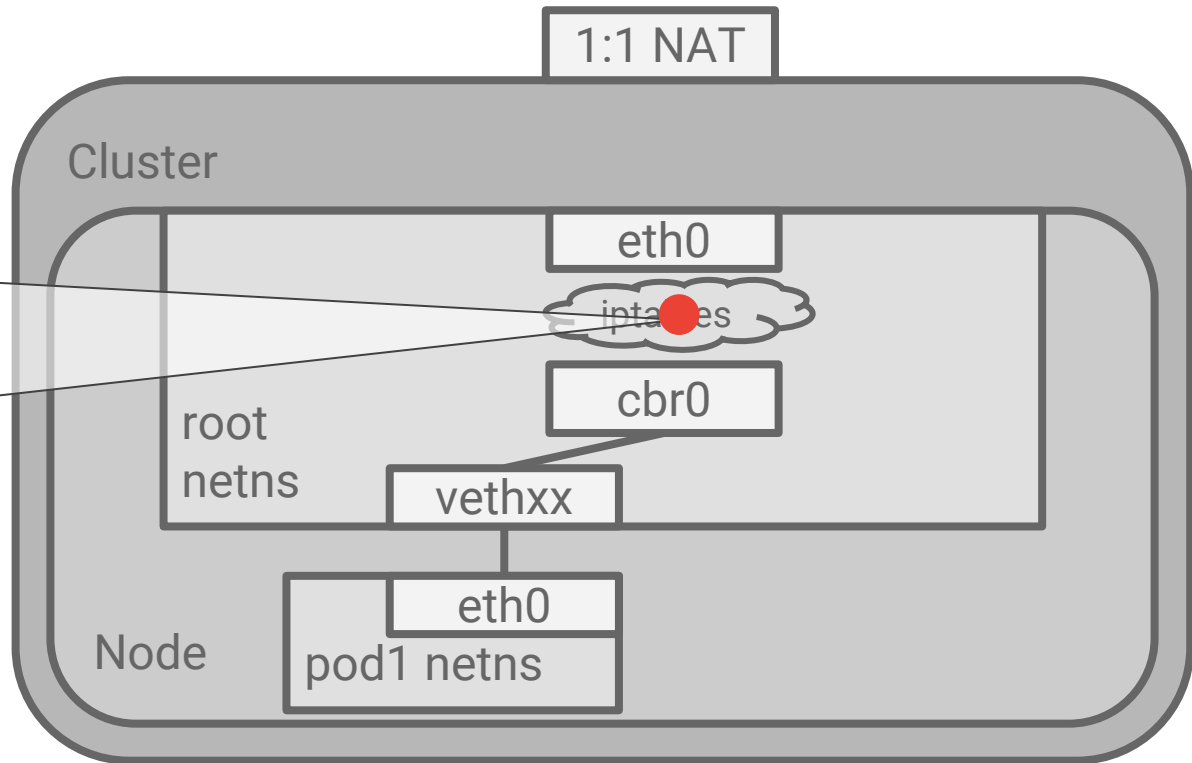 1:1 NAT
Cluster
eth0
cbr0
root
netns
vethxx
eth0
Node
pod1 netns